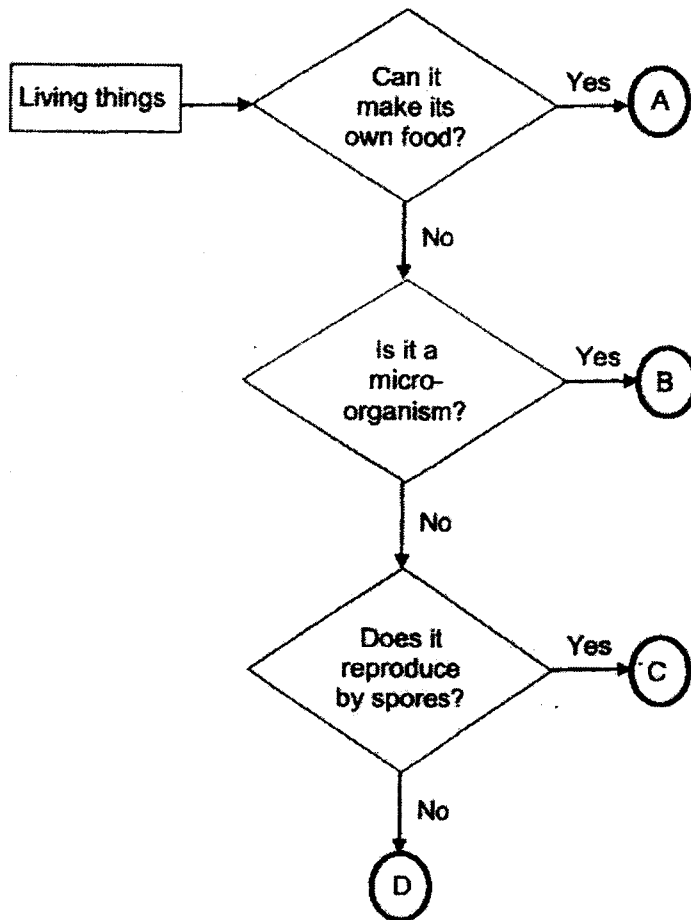 Living things
Can it
make its
own food?
Yes
A
No
Is it a
micro-
organism?
Yes
B
No
Does it
reproduce
by spores?
Yes
C
No
D